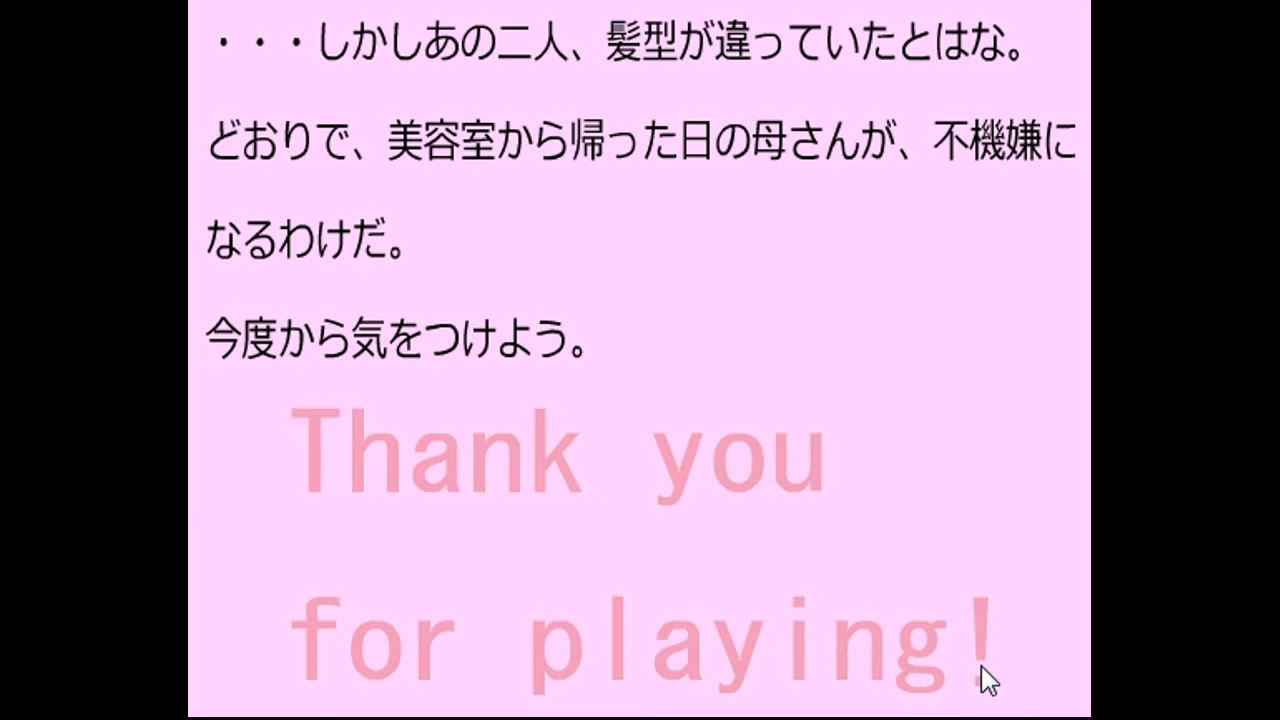 ・・・しかしあの二人、髪型が違っていたとはな。
どおりで、美容室から帰った日の母さんが、不機嫌に
なるわけだ。
今度から気をつけよう。
Thank you
for playing!